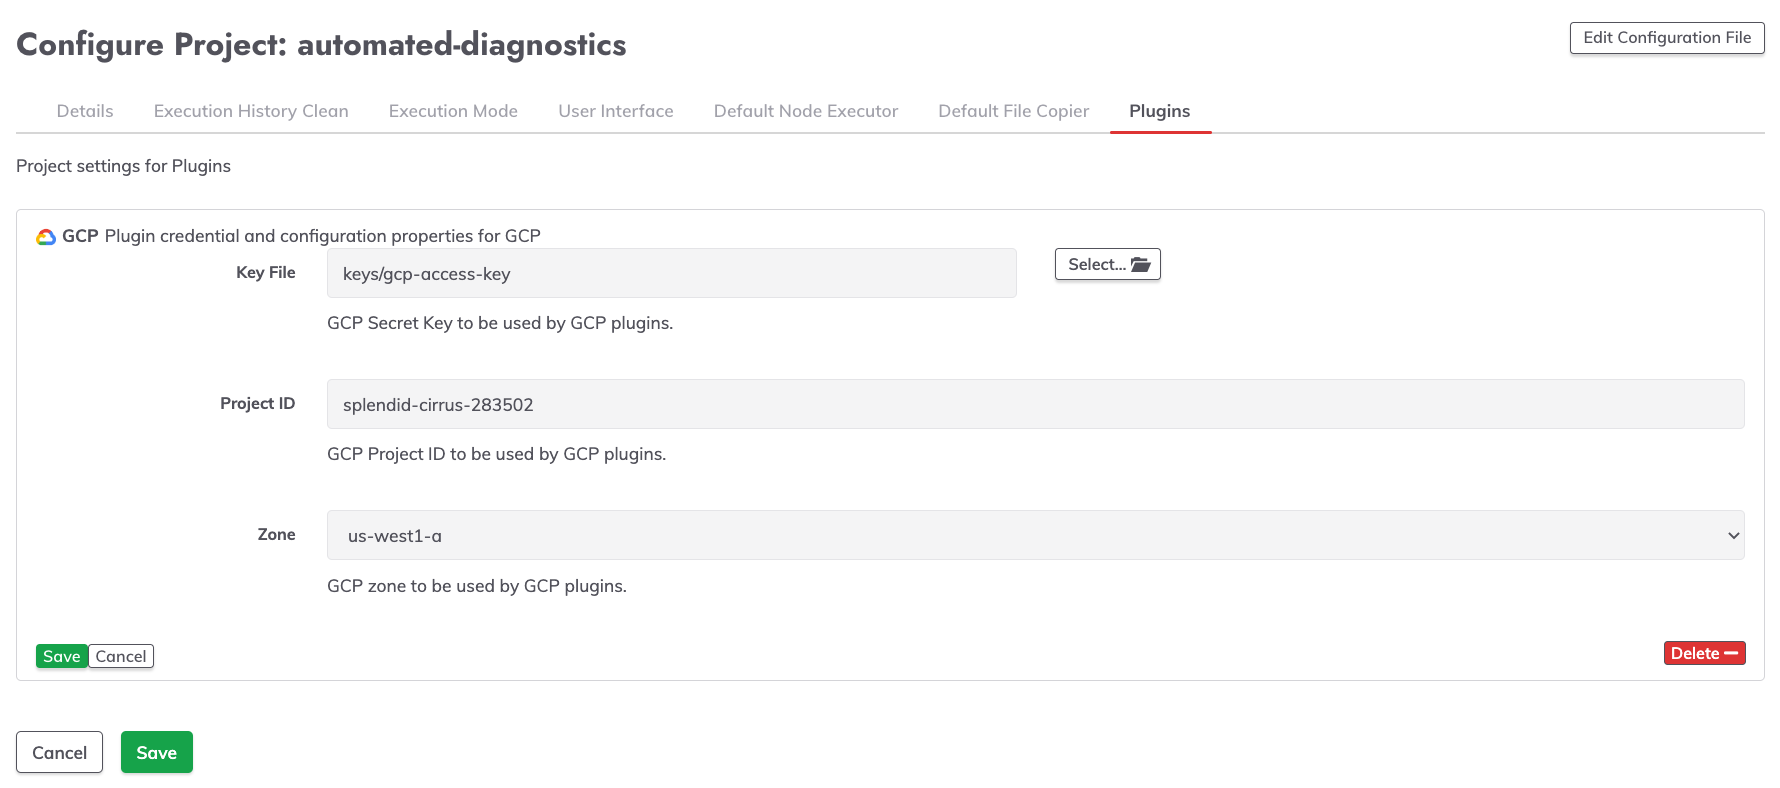 Configure Project: automated-diagnostics
Edit Configuration File
Details Execution History Clean Execution Mode User Interface Default Node Executor Default File Copier Plugins
Project settings for Plugins
GCP Plugin credential and configuration properties for GCP
Key File keys/gcp-access-key Select...
GCP Secret Key to be used by GCP plugins.
Project ID splendid-cirrus-283502
GCP Project ID to be used by GCP plugins.
Zone us-west1-a
GCP zone to be used by GCP plugins.
Save Cancel Delete
Cancel Save